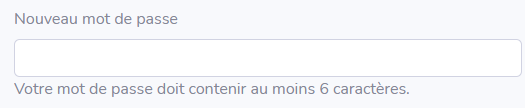 Nouveau mot de passe
Votre mot de passe doit contenir au moins 6 caractères.